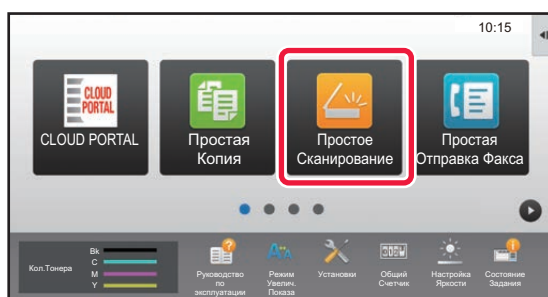 10:15
CLOUD
PORTAL
CLOUD PORTAL
Простая
Копия
Простое
Сканирование
Простая
Отправка Факса
Кол.Тонера
Bk
C
M
Y
Руководство
по
эксплуатации
Режим
Увелич.
Показа
Установки
Общий
Счетчик
Настройка
Яркости
Состояние
Задания